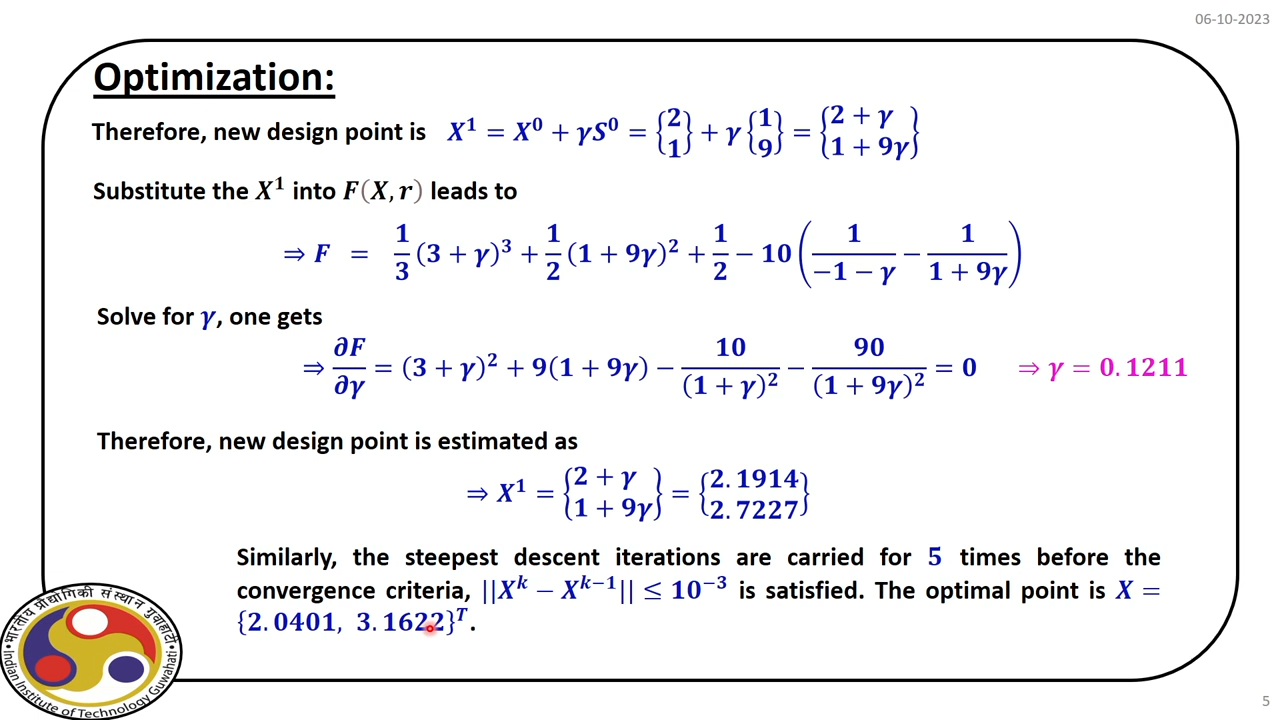 06-10-2023
Optimization:
Therefore, new design point is X¹ = X⁰ + γS⁰ = {2 1} + γ {1 9} = {2 + γ 1 + 9γ}
Substitute the X¹ into F(X, r) leads to
⇒ F = 1/3 (3 + γ)³ + 1/2 (1 + 9γ)² + 1/2 − 10 (1/(−1 − γ) − 1/(1 + 9γ))
Solve for γ, one gets
⇒ ∂F/∂γ = (3 + γ)² + 9(1 + 9γ) − 10/(1 + γ)² − 90/(1 + 9γ)² = 0 ⇒ γ = 0.1211
Therefore, new design point is estimated as
⇒ X¹ = {2 + γ 1 + 9γ} = {2.1914 2.7227}
Similarly, the steepest descent iterations are carried for 5 times before the
convergence criteria, ||Xᵏ − Xᵏ⁻¹|| ≤ 10⁻³ is satisfied. The optimal point is X =
{2.0401, 3.1622}ᵀ.
भारतीय प्रौद्योगिकी संस्थान गुवाहाटी
Indian Institute of Technology Guwahati
5